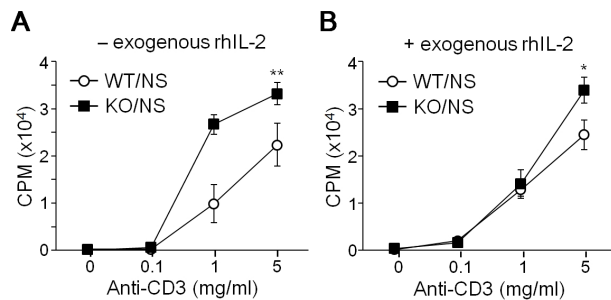 A
– exogenous rhIL-2
4
3
2
1
0
CPM (x10⁴)
WT/NS
KO/NS
**
0
0.1
1
5
Anti-CD3 (mg/ml)
B
+ exogenous rhIL-2
4
3
2
1
0
CPM (x10⁴)
WT/NS
KO/NS
*
0
0.1
1
5
Anti-CD3 (mg/ml)